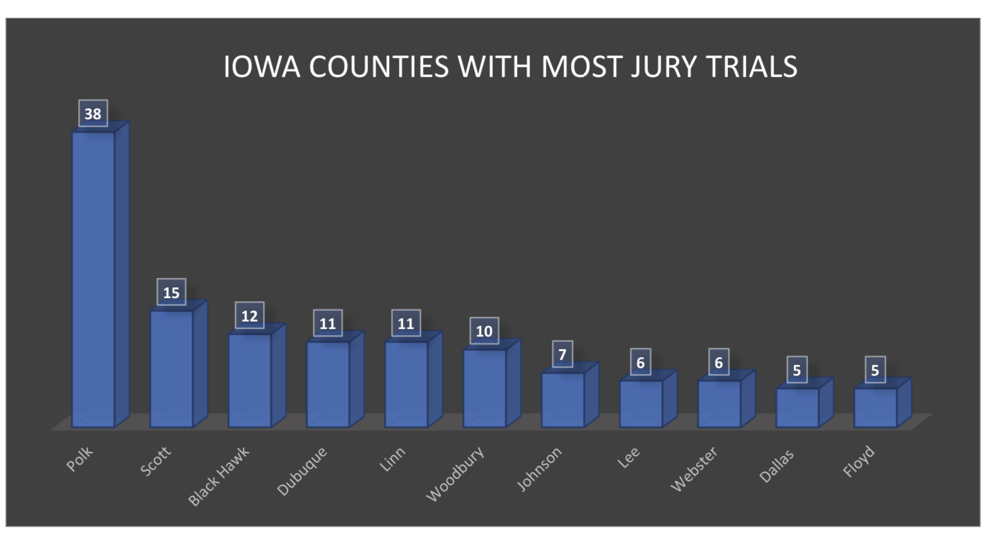 IOWA COUNTIES WITH MOST JURY TRIALS
38
15
12
11
11
10
7
6
6
5
5
Polk
Scott
Black Hawk
Dubuque
Linn
Woodbury
Johnson
Lee
Webster
Dallas
Floyd